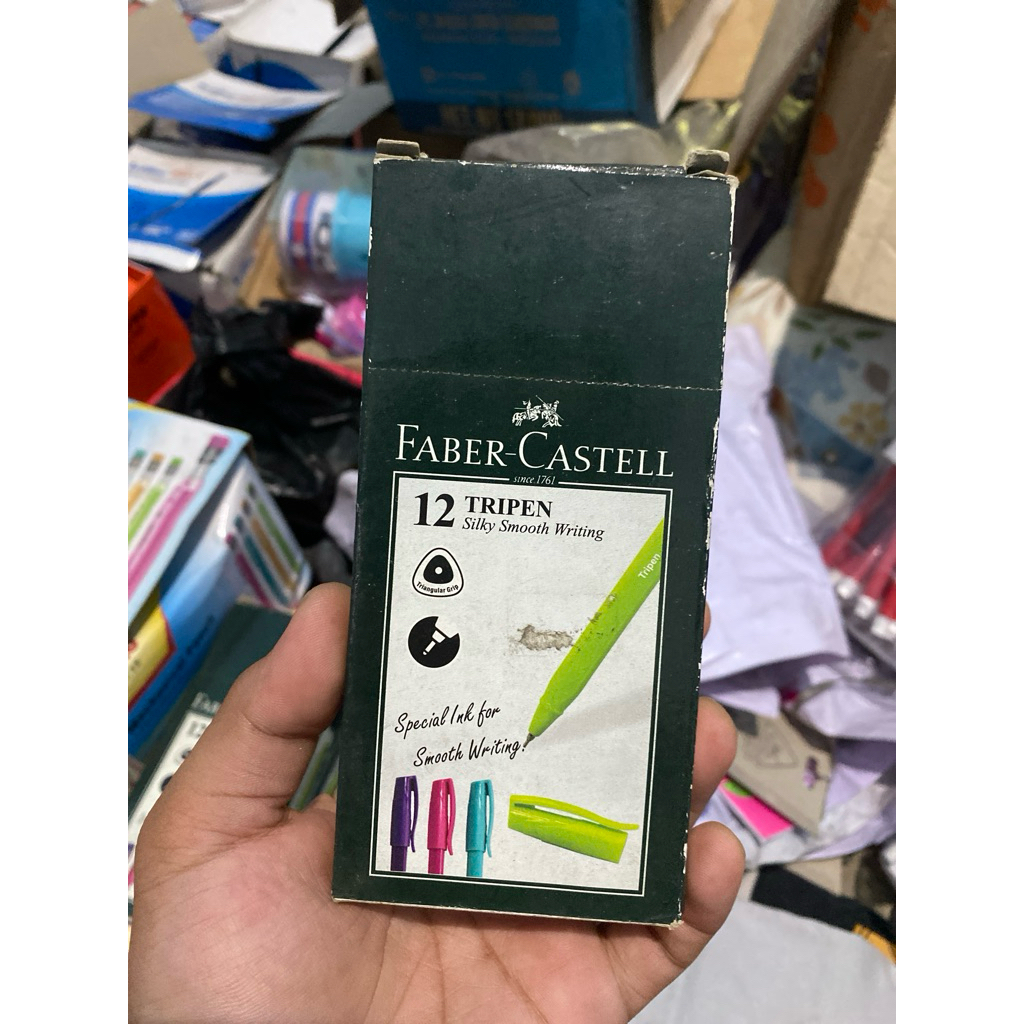 FABER-CASTELL
since 1761
12 TRIPEN
Silky Smooth Writing
Tripen
Triangular Grip
Special Ink for
Smooth Writing!